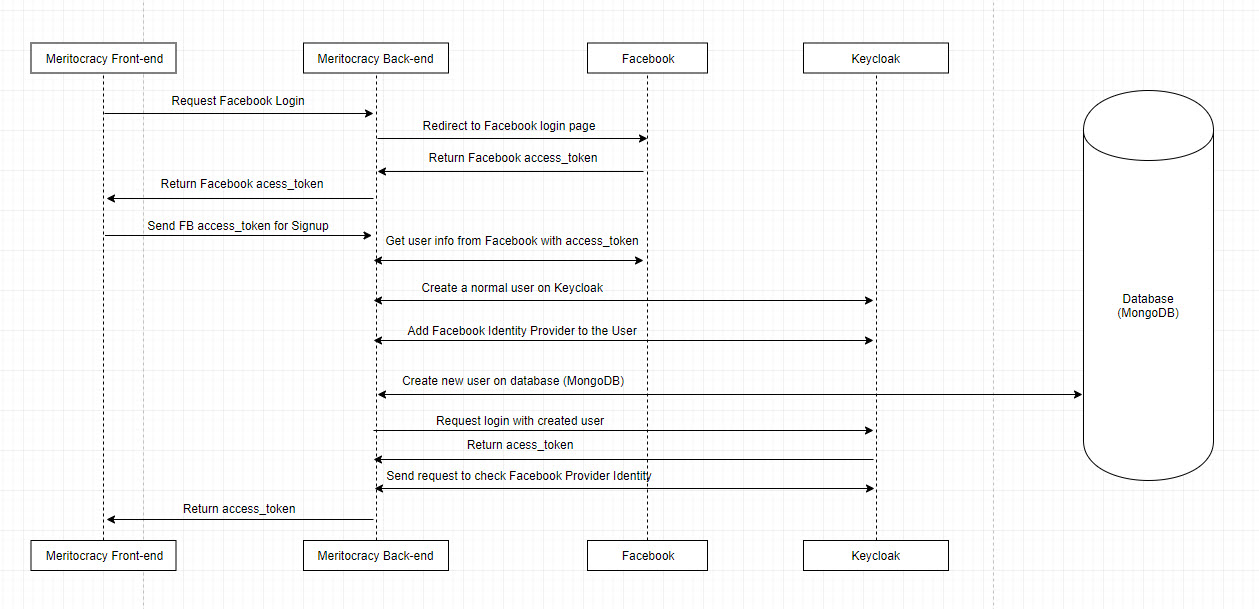 Meritocracy Front-end
Meritocracy Back-end
Facebook
Keycloak
Request Facebook Login
Redirect to Facebook login page
Return Facebook access_token
Return Facebook acess_token
Send FB access_token for Signup
Get user info from Facebook with access_token
Create a normal user on Keycloak
Database
(MongoDB)
Add Facebook Identity Provider to the User
Create new user on database (MongoDB)
Request login with created user
Return acess_token
Send request to check Facebook Provider Identity
Return access_token
Meritocracy Front-end
Meritocracy Back-end
Facebook
Keycloak